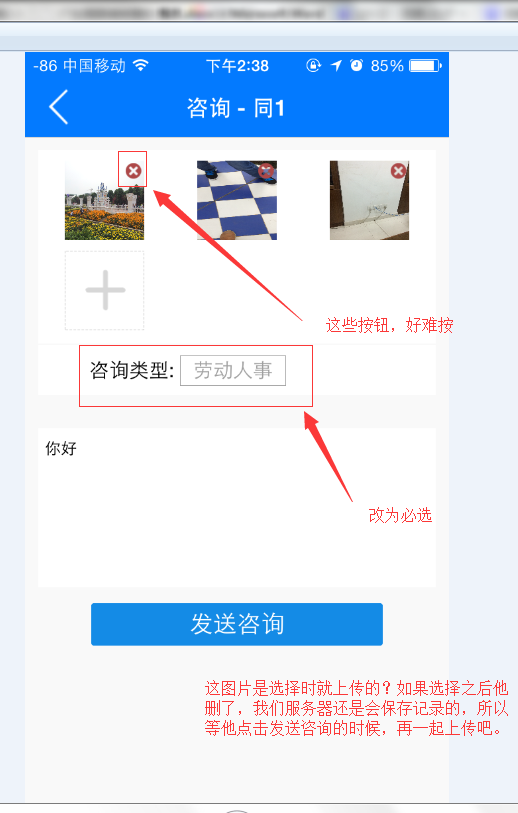 -86 中国移动 下午2:38 85%
咨询 - 同1
这些按钮，好难按
咨询类型: 劳动人事
你好
改为必选
发送咨询
这图片是选择时就上传的？如果选择之后他
删了，我们服务器还是会保存记录的，所以
等他点击发送咨询的时候，再一起上传吧。